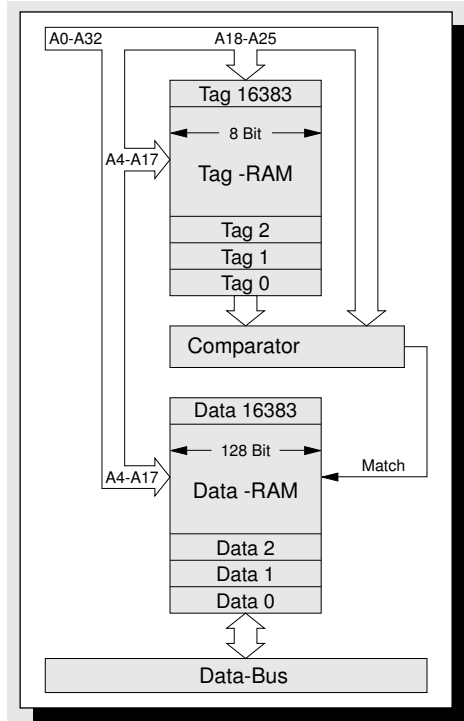 A0-A32
A18-A25
Tag 16383
8 Bit
A4-A17
Tag -RAM
Tag 2
Tag 1
Tag 0
Comparator
Data 16383
128 Bit
Match
A4-A17
Data -RAM
Data 2
Data 1
Data 0
Data-Bus